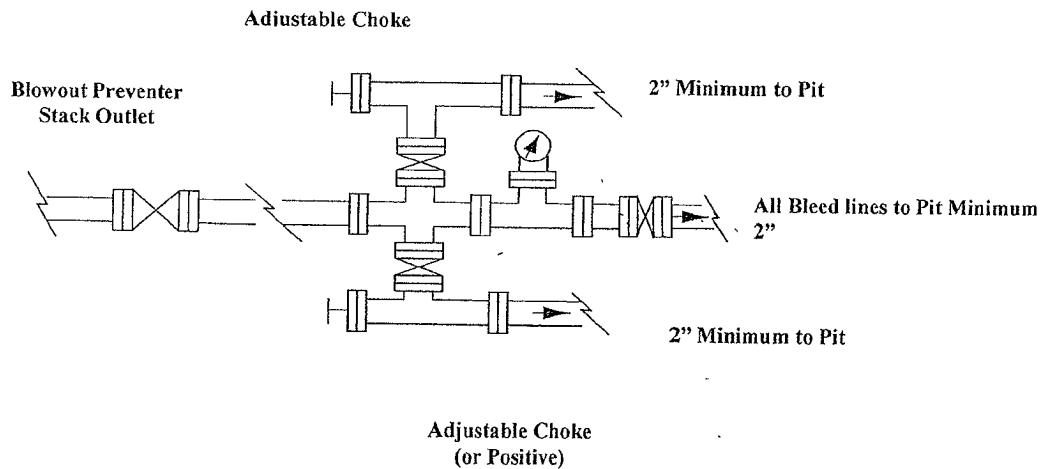 Adjustable Choke
Blowout Preventer
Stack Outlet
2” Minimum to Pit
All Bleed lines to Pit Minimum
2”
2” Minimum to Pit
Adjustable Choke
(or Positive)